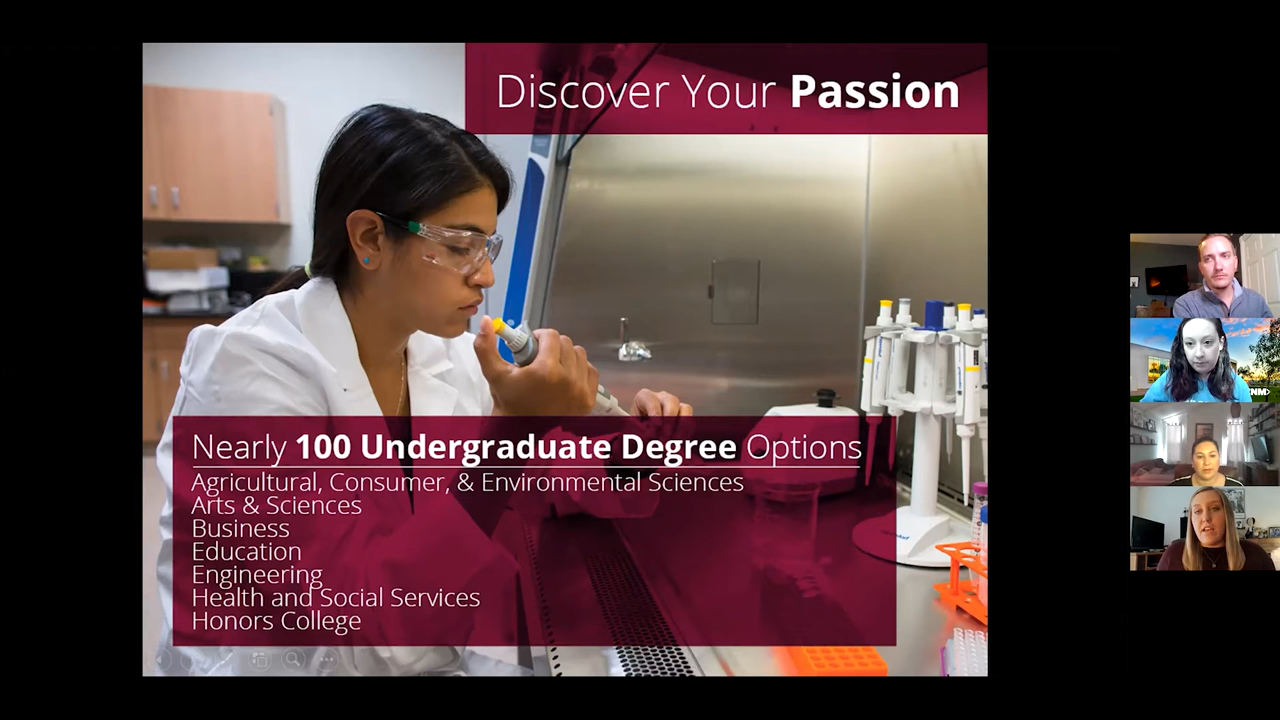 Discover Your Passion
Nearly 100 Undergraduate Degree Options
Agricultural, Consumer, & Environmental Sciences
Arts & Sciences
Business
Education
Engineering
Health and Social Services
Honors College